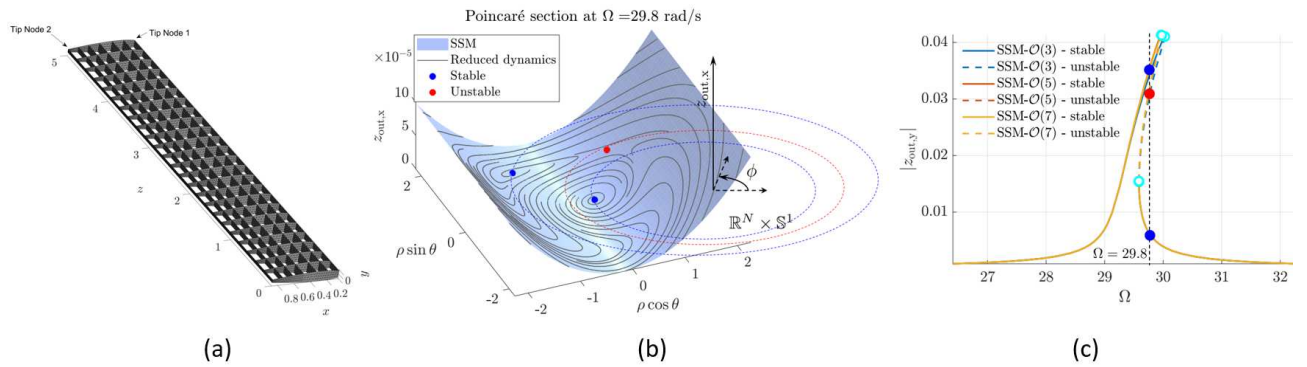 Tip Node 2
Tip Node 1
5
4
3
z
2
1
0
0.8 0.6 0.4 0.2 0
x
y
(a)
Poincaré section at Ω =29.8 rad/s
×10⁻⁵
SSM
Reduced dynamics
Stable
Unstable
10
5
0
z_out,x
2
0
-2
ρ sin θ
-2
-1
0
1
2
ρ cos θ
z_out,x
ϕ
ℝᴺ × 𝕊¹
(b)
0.04
0.03
0.02
0.01
|z_out,y|
SSM-𝒪(3) - stable
SSM-𝒪(3) - unstable
SSM-𝒪(5) - stable
SSM-𝒪(5) - unstable
SSM-𝒪(7) - stable
SSM-𝒪(7) - unstable
Ω = 29.8
27 28 29 30 31 32
Ω
(c)